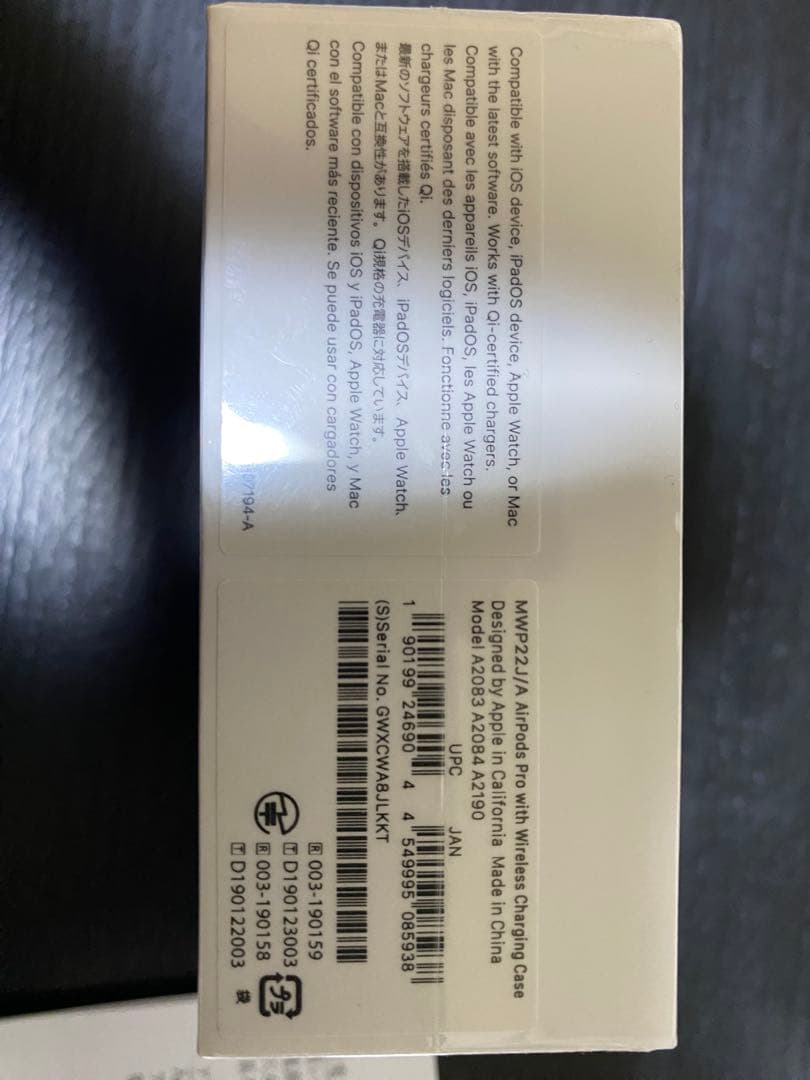 Compatible with iOS device, iPadOS device, Apple Watch, or Mac
with the latest software. Works with Qi-certified chargers.
Compatible avec les appareils iOS, iPadOS, les Apple Watch ou
les Mac disposant des derniers logiciels. Fonctionne avec les
chargeurs certifiés Qi.
最新のソフトウェアを搭載したiOSデバイス、iPadOSデバイス、Apple Watch、
またはMacと互換性があります。Qi規格の充電器に対応しています。
Compatible con dispositivos iOS y iPadOS, Apple Watch, y Mac
con el software más reciente. Se puede usar con cargadores
Qi certificados.
07194-A
MWP22J/A AirPods Pro with Wireless Charging Case
Designed by Apple in California Made in China
Model A2083 A2084 A2190
UPC JAN
1 90199 24690 4 4 549995 085938
(S)Serial No. GWXCWA8JLKKT
R 003-190159
T D190123003
R 003-190158
T D190122003
プラ
袋